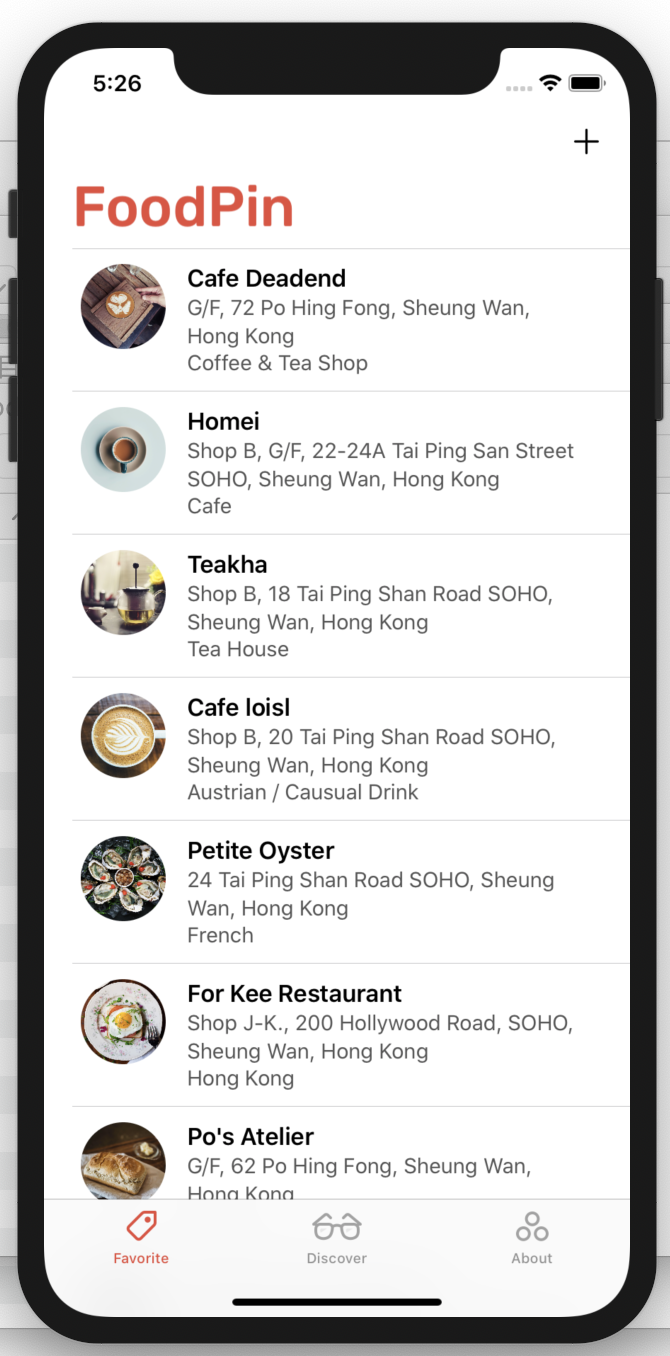 5:26
FoodPin
Cafe Deadend
G/F, 72 Po Hing Fong, Sheung Wan,
Hong Kong
Coffee & Tea Shop
Homei
Shop B, G/F, 22-24A Tai Ping San Street
SOHO, Sheung Wan, Hong Kong
Cafe
Teakha
Shop B, 18 Tai Ping Shan Road SOHO,
Sheung Wan, Hong Kong
Tea House
Cafe loisl
Shop B, 20 Tai Ping Shan Road SOHO,
Sheung Wan, Hong Kong
Austrian / Causual Drink
Petite Oyster
24 Tai Ping Shan Road SOHO, Sheung
Wan, Hong Kong
French
For Kee Restaurant
Shop J-K., 200 Hollywood Road, SOHO,
Sheung Wan, Hong Kong
Hong Kong
Po's Atelier
G/F, 62 Po Hing Fong, Sheung Wan,
Hong Kong
Favorite
Discover
About